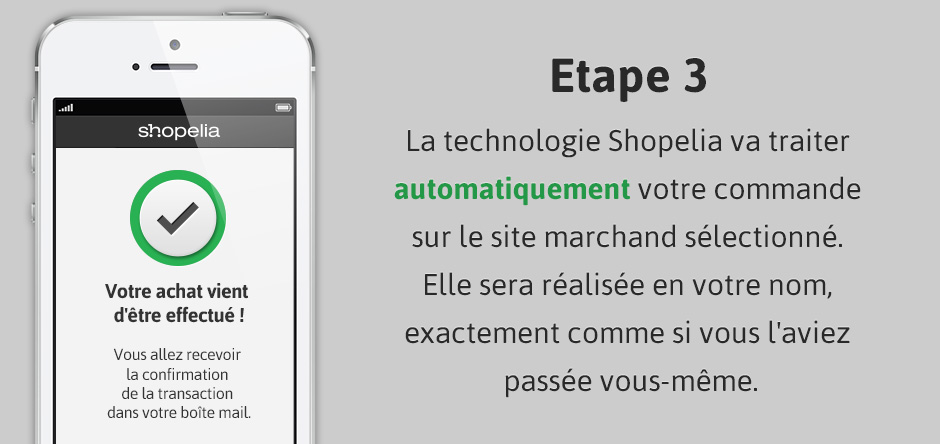 shopelia
Votre achat vient
d'être effectué !
Vous allez recevoir
la confirmation
de la transaction
dans votre boîte mail.
Etape 3
La technologie Shopelia va traiter
automatiquement votre commande
sur le site marchand sélectionné.
Elle sera réalisée en votre nom,
exactement comme si vous l'aviez
passée vous-même.